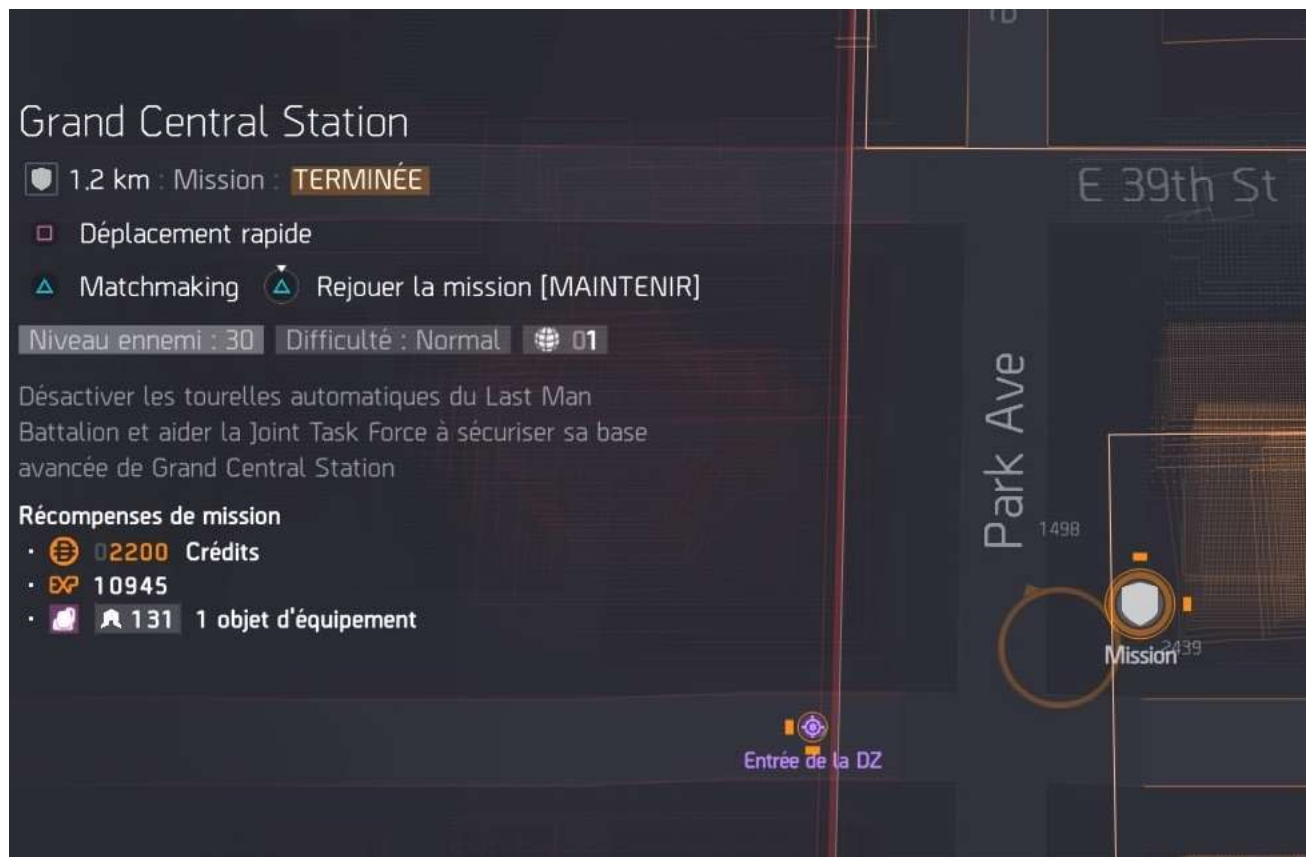 Grand Central Station
1.2 km : Mission : TERMINÉE
Déplacement rapide
Matchmaking Rejouer la mission [MAINTENIR]
Niveau ennemi : 30 Difficulté : Normal 01
Désactiver les tourelles automatiques du Last Man
Battalion et aider la Joint Task Force à sécuriser sa base
avancée de Grand Central Station
Récompenses de mission
· 02200 Crédits
· EXP 10945
· 131 1 objet d'équipement
E 39th St
Park Ave
1498
2439
Mission
Entrée de la DZ